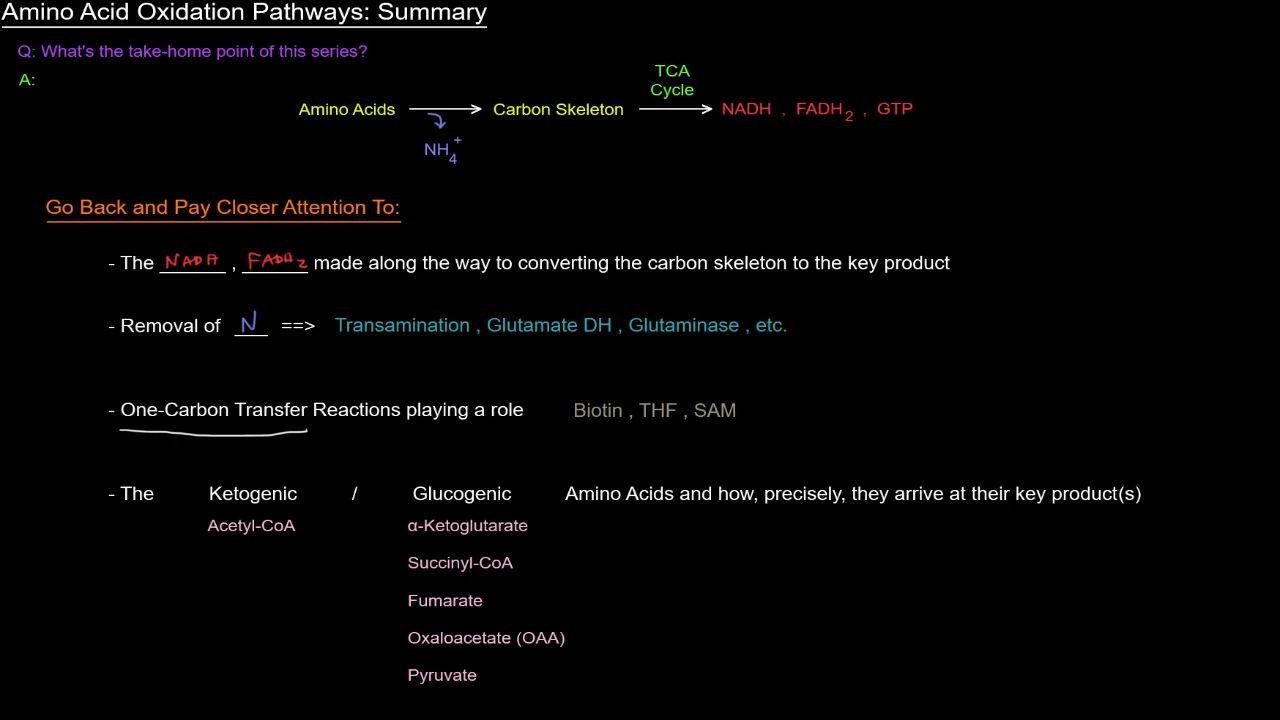 Amino Acid Oxidation Pathways: Summary
Q: What's the take-home point of this series?
A:
TCA
Cycle
Amino Acids Carbon Skeleton NADH , FADH2 , GTP
NH4+
Go Back and Pay Closer Attention To:
- The NADH , FADH2 made along the way to converting the carbon skeleton to the key product
- Removal of N ==> Transamination , Glutamate DH , Glutaminase , etc.
- One-Carbon Transfer Reactions playing a role Biotin , THF , SAM
- The Ketogenic / Glucogenic Amino Acids and how, precisely, they arrive at their key product(s)
Acetyl-CoA α-Ketoglutarate
Succinyl-CoA
Fumarate
Oxaloacetate (OAA)
Pyruvate